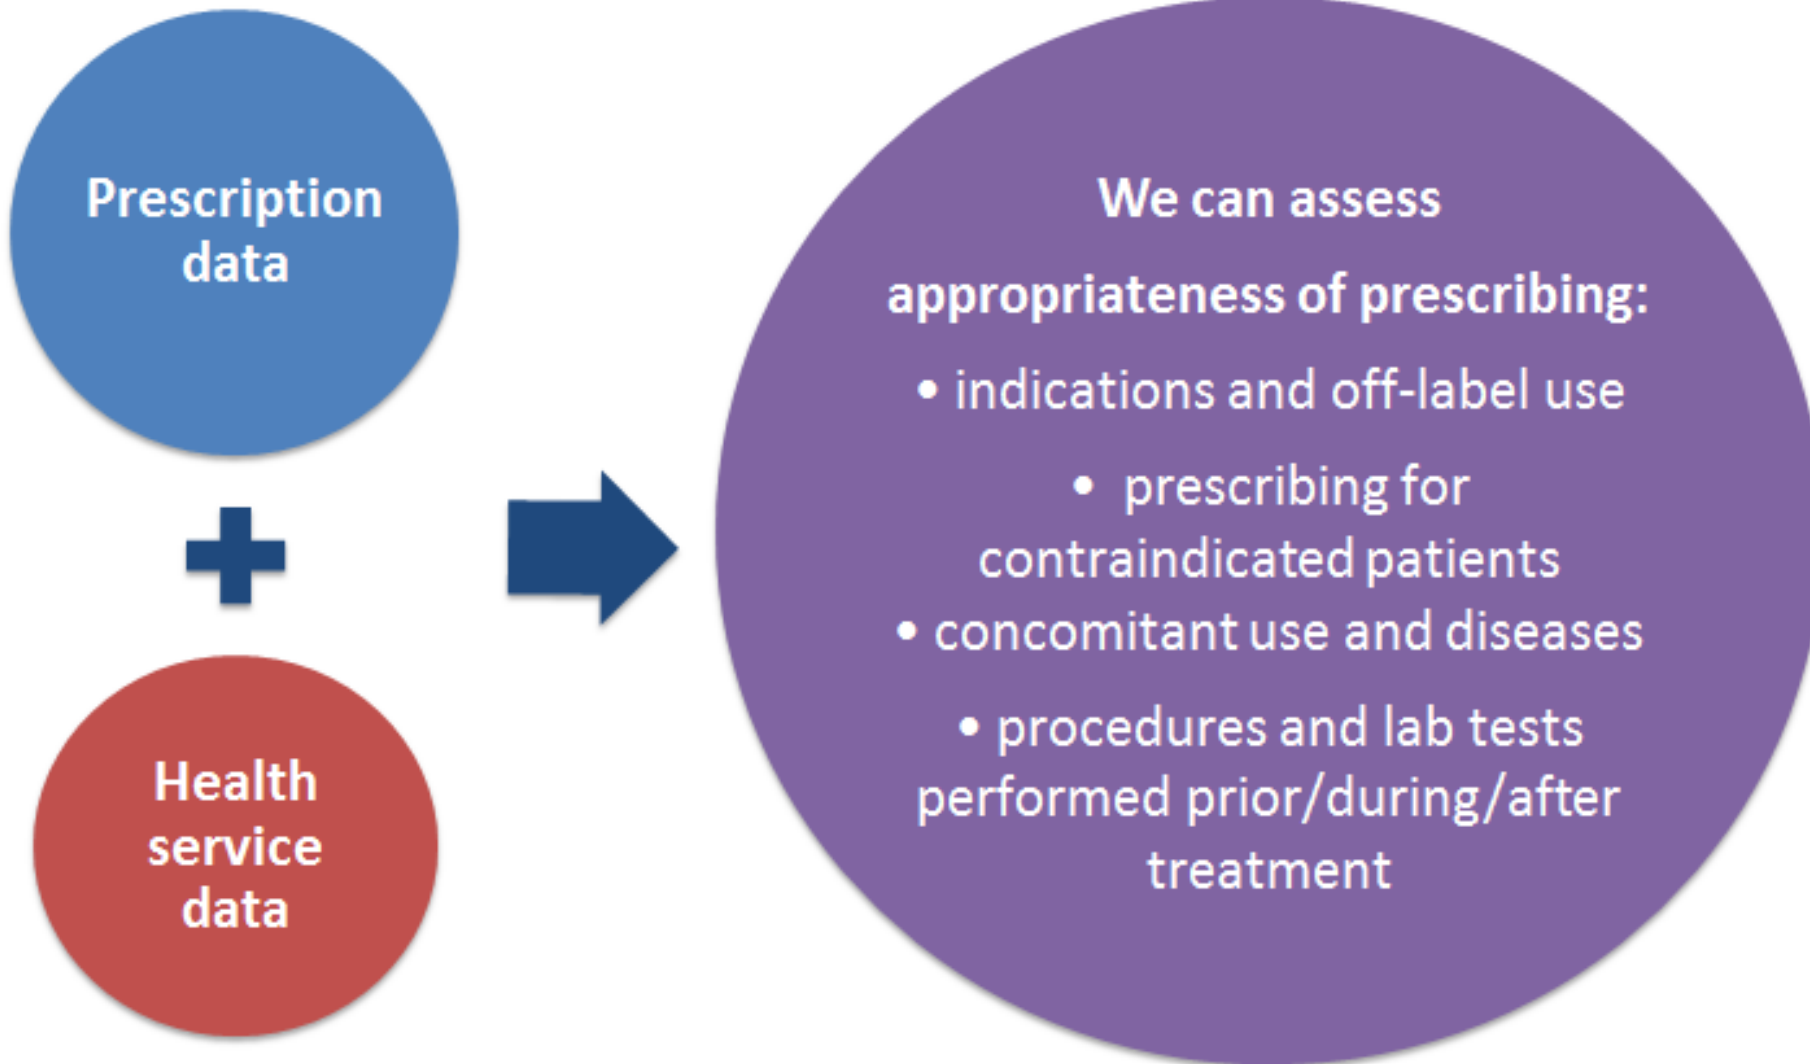 Prescription
data
Health
service
data
We can assess
appropriateness of prescribing:
• indications and off-label use
• prescribing for
contraindicated patients
• concomitant use and diseases
• procedures and lab tests
performed prior/during/after
treatment